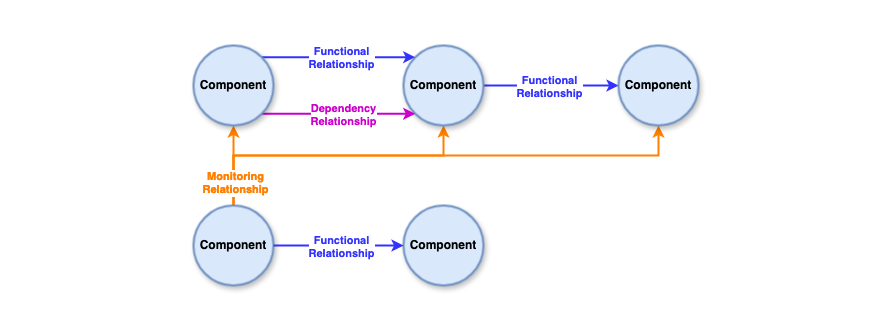 Functional
Relationship
Component
Component
Functional
Relationship
Component
Dependency
Relationship
Monitoring
Relationship
Component
Functional
Relationship
Component